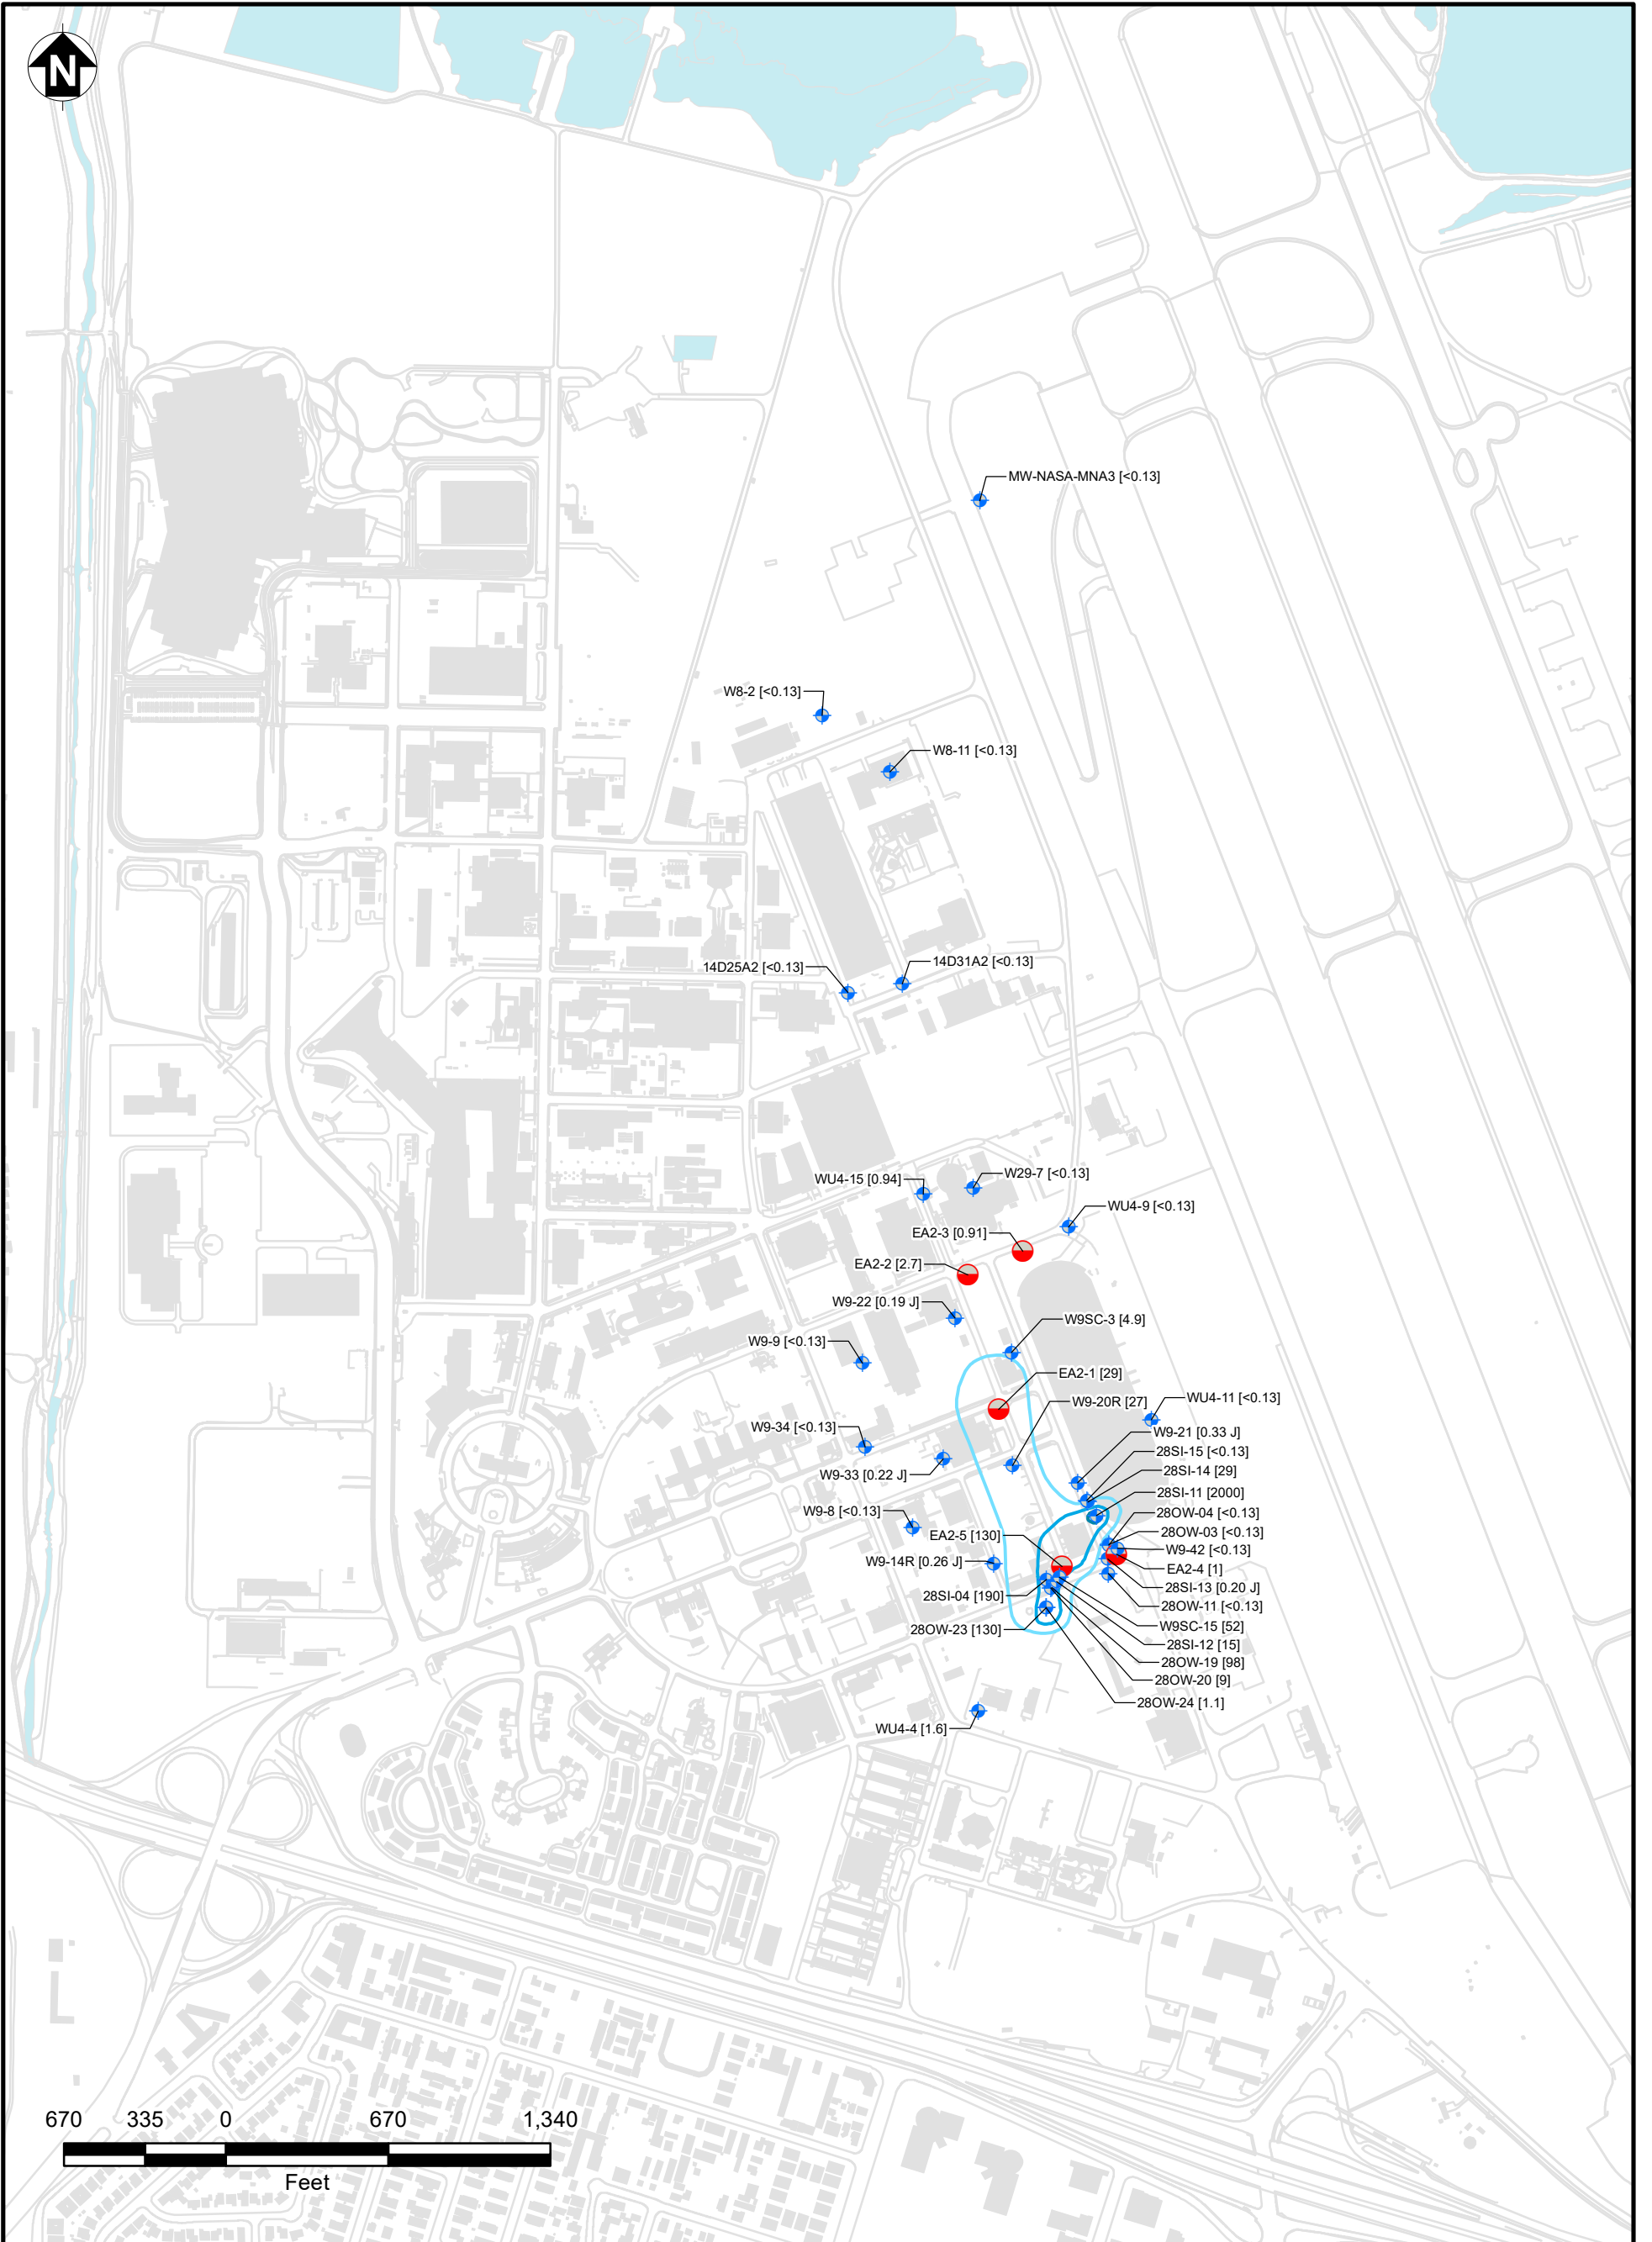 N
MW-NASA-MNA3 [<0.13]
W8-2 [<0.13]
W8-11 [<0.13]
14D25A2 [<0.13]
14D31A2 [<0.13]
WU4-15 [0.94]
W29-7 [<0.13]
WU4-9 [<0.13]
EA2-3 [0.91]
EA2-2 [2.7]
W9-22 [0.19 J]
W9SC-3 [4.9]
W9-9 [<0.13]
EA2-1 [29]
W9-20R [27]
WU4-11 [<0.13]
W9-34 [<0.13]
W9-21 [0.33 J]
28SI-15 [<0.13]
W9-33 [0.22 J]
28SI-14 [29]
28SI-11 [2000]
W9-8 [<0.13]
28OW-04 [<0.13]
EA2-5 [130]
28OW-03 [<0.13]
W9-42 [<0.13]
W9-14R [0.26 J]
EA2-4 [1]
28SI-13 [0.20 J]
28SI-04 [190]
28OW-11 [<0.13]
W9SC-15 [52]
28OW-23 [130]
28SI-12 [15]
28OW-19 [98]
28OW-20 [9]
28OW-24 [1.1]
WU4-4 [1.6]
670 335 0 670 1,340
Feet